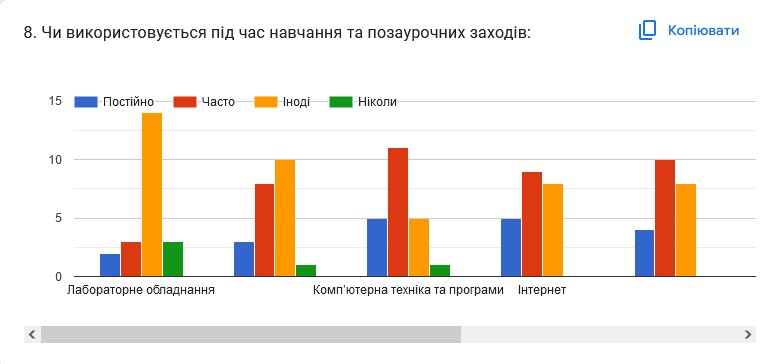 8. Чи використовується під час навчання та позаурочних заходів:
Копіювати
Постійно Часто Іноді Ніколи
15
10
5
0
Лабораторне обладнання Комп’ютерна техніка та програми Інтернет